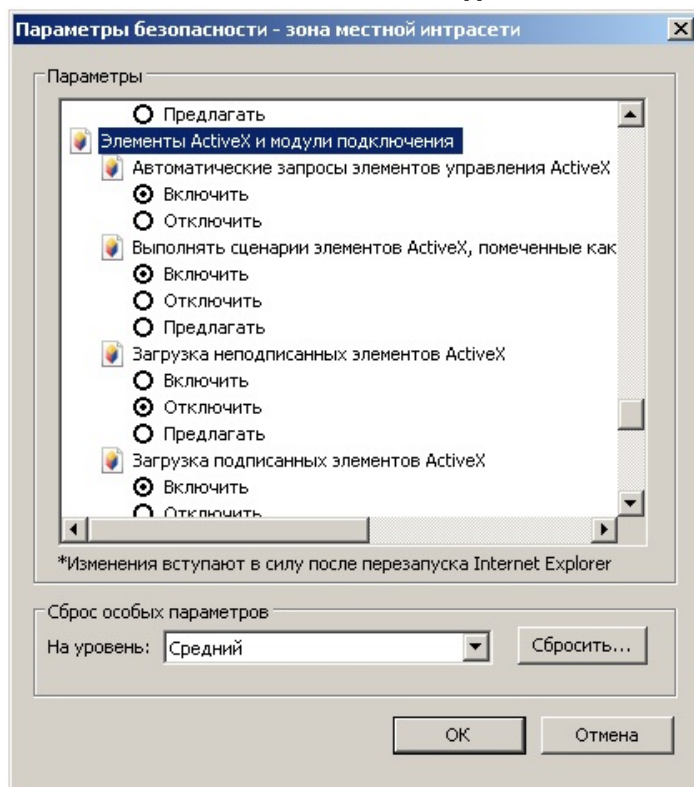 Параметры безопасности - зона местной интрасети
Параметры
Предлагать
Элементы ActiveX и модули подключения
Автоматические запросы элементов управления ActiveX
Включить
Отключить
Выполнять сценарии элементов ActiveX, помеченные как
Включить
Отключить
Предлагать
Загрузка неподписанных элементов ActiveX
Включить
Отключить
Предлагать
Загрузка подписанных элементов ActiveX
Включить
Отключить
*Изменения вступают в силу после перезапуска Internet Explorer
Сброс особых параметров
На уровень: Средний Сбросить...
ОК Отмена